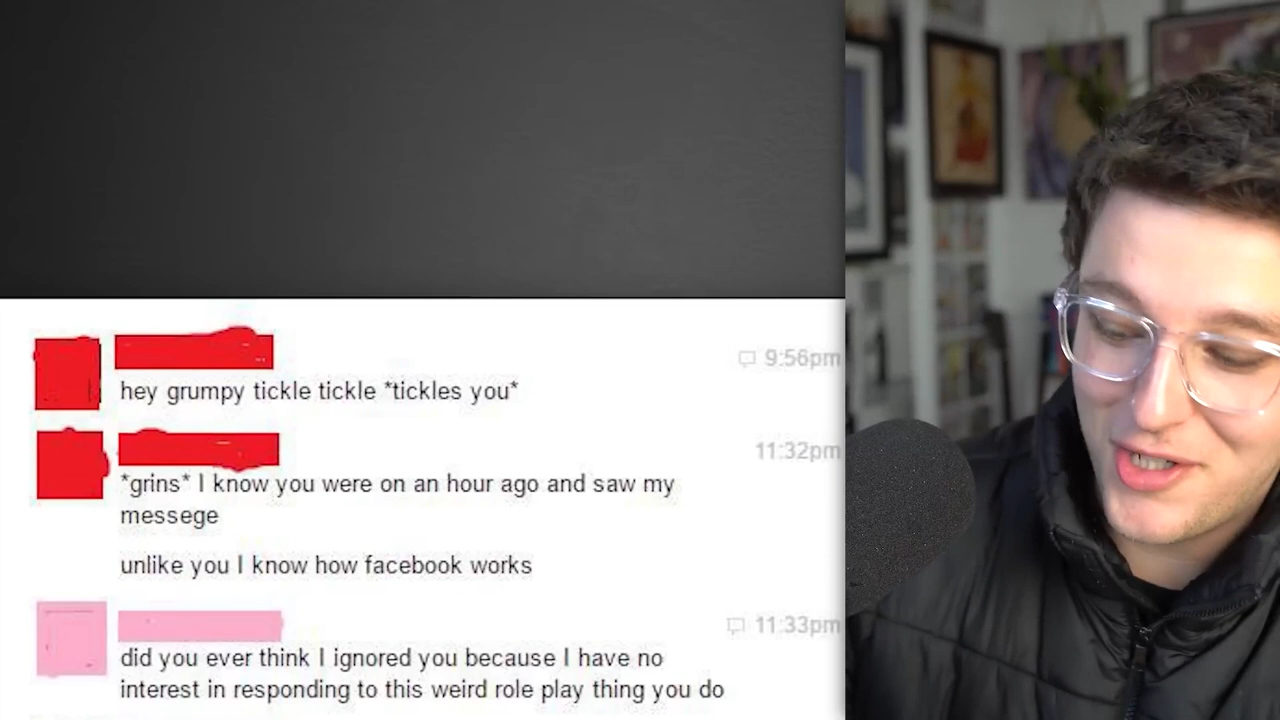 9:56pm
hey grumpy tickle tickle *tickles you*
11:32pm
*grins* I know you were on an hour ago and saw my
messege
unlike you I know how facebook works
11:33pm
did you ever think I ignored you because I have no
interest in responding to this weird role play thing you do